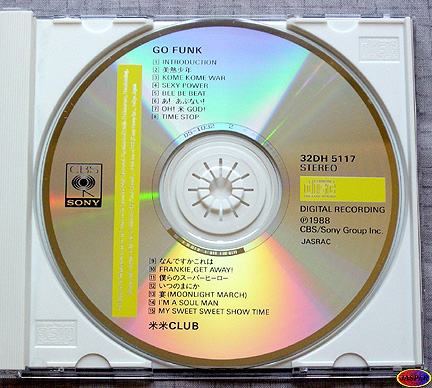 GO FUNK
1 INTRODUCTION
2 美熱少年
3 KOME KOME WAR
4 SEXY POWER
5 BEE BE BEAT
6 あ! あぶない!
7 OH! 米 GOD!
8 TIME STOP
DS-1032 2
CBS
SONY
32DH 5117
STEREO
DIGITAL RECORDING
℗1988
CBS/Sony Group Inc.
JASRAC
9 なんですかこれは
10 FRANKIE, GET AWAY!
11 僕らのスーパーヒーロー
12 いつのまにか
13 宴(MOONLIGHT MARCH)
14 I'M A SOUL MAN
15 MY SWEET SWEET SHOW TIME
米米CLUB
JASPER